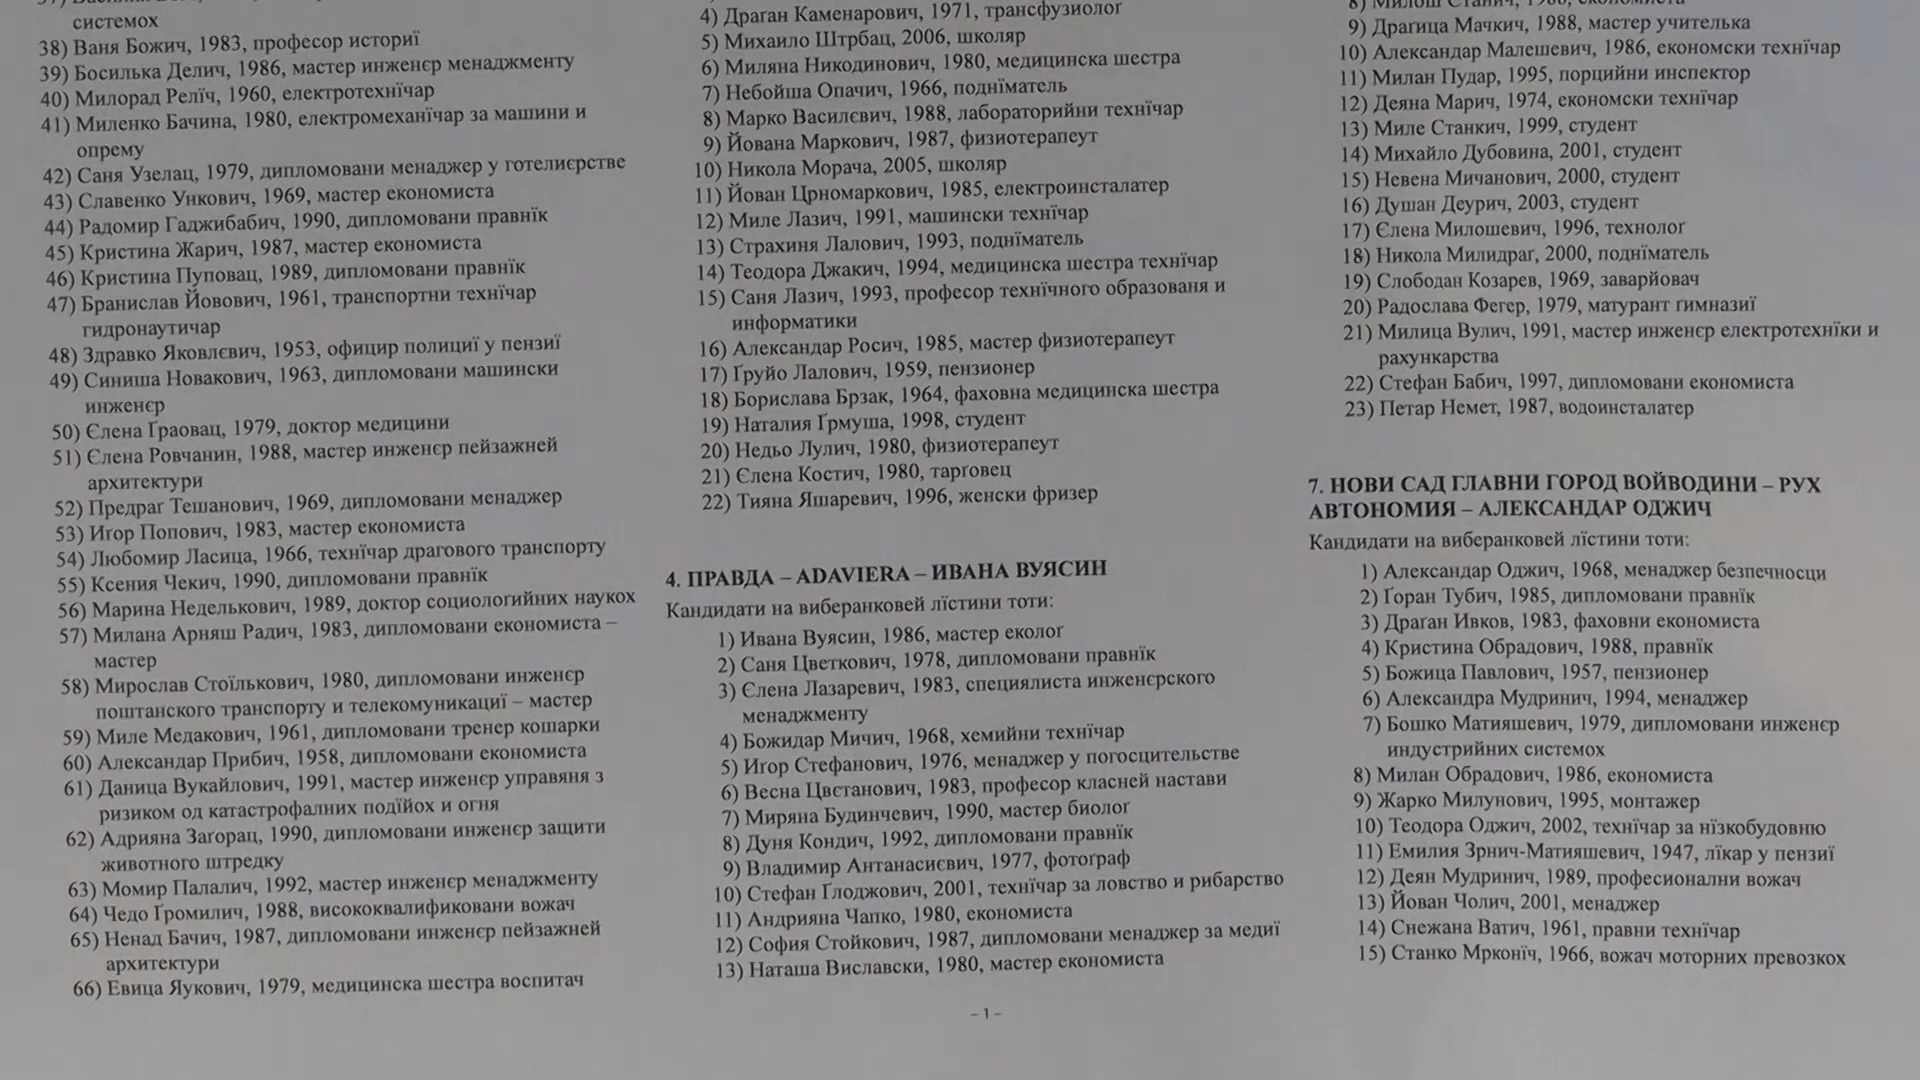 системох
38) Ваня Божич, 1983, професор историї
39) Босилька Делич, 1986, мастер инженєр менаджменту
40) Милорад Релїч, 1960, електротехнїчар
41) Миленко Бачина, 1980, електромеханїчар за машини и
опрему
42) Саня Узелац, 1979, дипломовани менаджер у готелиєрстве
43) Славенко Ункович, 1969, мастер економиста
44) Радомир Гаджибабич, 1990, дипломовани правнїк
45) Кристина Жарич, 1987, мастер економиста
46) Кристина Пуповац, 1989, дипломовани правнїк
47) Бранислав Йовович, 1961, транспортни технїчар
гидронаутичар
48) Здравко Яковлєвич, 1953, официр полициї у пензиї
49) Синиша Новакович, 1963, дипломовани машински
инженєр
50) Єлена Ґраовац, 1979, доктор медицини
51) Єлена Ровчанин, 1988, мастер инженєр пейзажней
архитектури
52) Предраг Тешанович, 1969, дипломовани менаджер
53) Иґор Попович, 1983, мастер економиста
54) Любомир Ласица, 1966, технїчар драгового транспорту
55) Ксения Чекич, 1990, дипломовани правнїк
56) Марина Неделькович, 1989, доктор социолоґийних наукох
57) Милана Арняш Радич, 1983, дипломовани економиста –
мастер
58) Мирослав Стоїлькович, 1980, дипломовани инженєр
поштанского транспорту и телекомуникациї – мастер
59) Миле Медакович, 1961, дипломовани тренер кошарки
60) Александар Прибич, 1958, дипломовани економиста
61) Даница Вукайлович, 1991, мастер инженєр управяня з
ризиком од катастрофалних подїйох и огня
62) Адрияна Заґорац, 1990, дипломовани инженєр защити
животного штредку
63) Момир Палалич, 1992, мастер инженєр менаджменту
64) Чедо Ґромилич, 1988, висококвалификовани вожач
65) Ненад Бачич, 1987, дипломовани инженєр пейзажней
архитектури
66) Евица Яукович, 1979, медицинска шестра воспитач
4) Драґан Каменарович, 1971, трансфузиолоґ
5) Михаило Штрбац, 2006, школяр
6) Миляна Никодинович, 1980, медицинска шестра
7) Небойша Опачич, 1966, поднїматель
8) Марко Василєвич, 1988, лабораторийни технїчар
9) Йована Маркович, 1987, физиотерапеут
10) Никола Морача, 2005, школяр
11) Йован Црномаркович, 1985, електроинсталатер
12) Миле Лазич, 1991, машински технїчар
13) Страхиня Лалович, 1993, поднїматель
14) Теодора Джакич, 1994, медицинска шестра технїчар
15) Саня Лазич, 1993, професор технїчного образованя и
информатики
16) Александар Росич, 1985, мастер физиотерапеут
17) Ґруйо Лалович, 1959, пензионер
18) Борислава Брзак, 1964, фаховна медицинска шестра
19) Наталия Ґрмуша, 1998, студент
20) Недьо Лулич, 1980, физиотерапеут
21) Єлена Костич, 1980, тарґовец
22) Тияна Яшаревич, 1996, женски фризер
4. ПРАВДА – ADAVIERA – ИВАНА ВУЯСИН
Кандидати на виберанковей лїстини тоти:
1) Ивана Вуясин, 1986, мастер еколоґ
2) Саня Цветкович, 1978, дипломовани правнїк
3) Єлена Лазаревич, 1983, специялиста инженєрского
менаджменту
4) Божидар Мичич, 1968, хемийни технїчар
5) Иґор Стефанович, 1976, менаджер у погосцительстве
6) Весна Цвєтанович, 1983, професор класней настави
7) Миряна Будинчевич, 1990, мастер биолоґ
8) Дуня Кондич, 1992, дипломовани правнїк
9) Владимир Антанасиєвич, 1977, фотоґраф
10) Стефан Ґлоджович, 2001, технїчар за ловство и рибарство
11) Андрияна Чапко, 1980, економиста
12) София Стойкович, 1987, дипломовани менаджер за медиї
13) Наташа Виславски, 1980, мастер економиста
9) Драґица Мачкич, 1988, мастер учителька
10) Александар Малешевич, 1986, економски технїчар
11) Милан Пудар, 1995, порцийни инспектор
12) Деяна Марич, 1974, економски технїчар
13) Миле Станкич, 1999, студент
14) Михайло Дубовина, 2001, студент
15) Невена Мичанович, 2000, студент
16) Душан Деурич, 2003, студент
17) Єлена Милошевич, 1996, технолоґ
18) Никола Милидраґ, 2000, поднїматель
19) Слободан Козарев, 1969, заварйовач
20) Радослава Фегер, 1979, матурант ґимназиї
21) Милица Вулич, 1991, мастер инженєр електротехнїки и
рахункарства
22) Стефан Бабич, 1997, дипломовани економиста
23) Петар Немет, 1987, водоинсталатер
7. НОВИ САД ГЛАВНИ ГОРОД ВОЙВОДИНИ – РУХ
АВТОНОМИЯ – АЛЕКСАНДАР ОДЖИЧ
Кандидати на виберанковей лїстини тоти:
1) Александар Оджич, 1968, менаджер безпечносци
2) Ґоран Тубич, 1985, дипломовани правнїк
3) Драґан Ивков, 1983, фаховни економиста
4) Кристина Обрадович, 1988, правнїк
5) Божица Павлович, 1957, пензионер
6) Александра Мудринич, 1994, менаджер
7) Бошко Матияшевич, 1979, дипломовани инженєр
индустрийних системох
8) Милан Обрадович, 1986, економиста
9) Жарко Милунович, 1995, монтажер
10) Теодора Оджич, 2002, технїчар за нїзкобудовню
11) Емилия Зрнич-Матияшевич, 1947, лїкар у пензиї
12) Деян Мудринич, 1989, професионални вожач
13) Йован Чолич, 2001, менаджер
14) Снежана Ватич, 1961, правни технїчар
15) Станко Мрконїч, 1966, вожач моторних превозкох
– 1 –